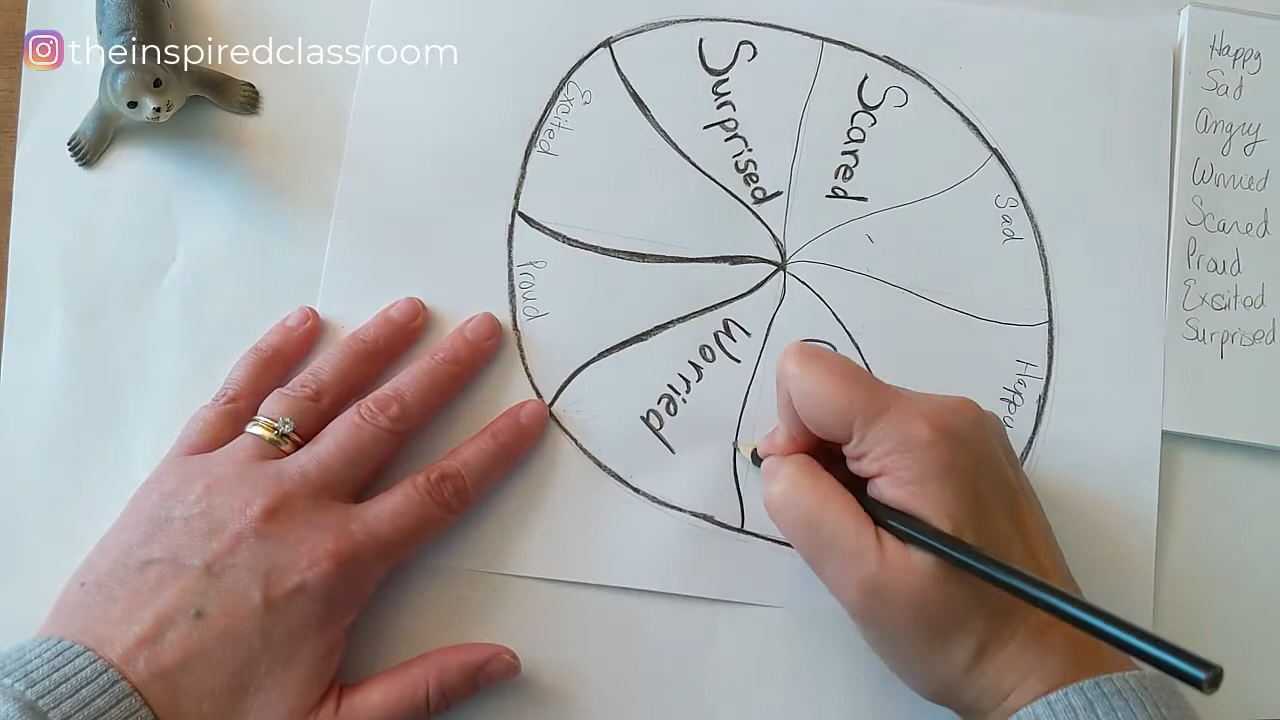 theinspiredclassroom
Surprised
Scared
Excited
Sad
Proud
Worried
Happy
Happy
Sad
Angry
Worried
Scared
Proud
Excited
Surprised